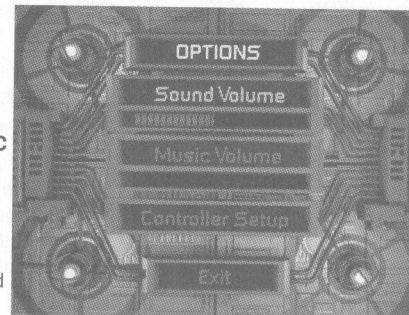 OPTIONS
Sound Volume
c
Music Volume
Controller Setup
d
Exit